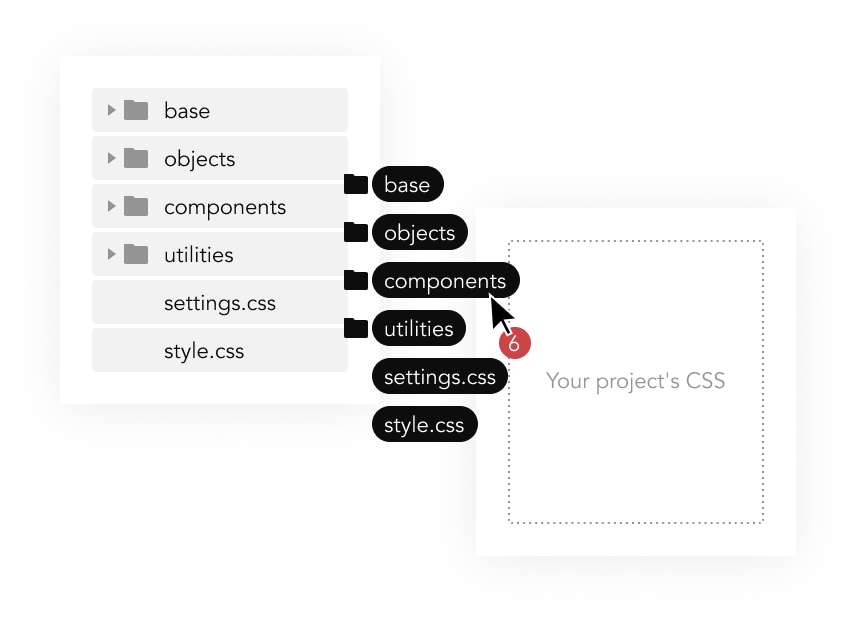 base
objects
components
utilities
settings.css
style.css
base
objects
components
utilities
settings.css
style.css
6
Your project's CSS